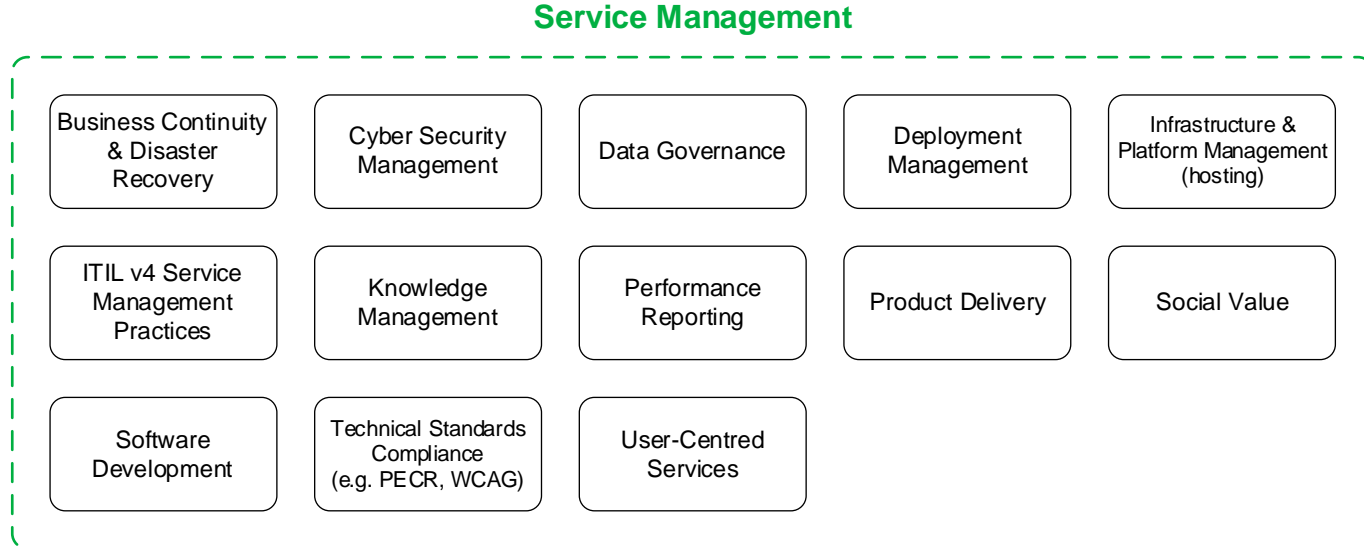 Service Management
Business Continuity
& Disaster
Recovery
Cyber Security
Management
Data Governance
Deployment
Management
Infrastructure &
Platform Management
(hosting)
ITIL v4 Service
Management
Practices
Knowledge
Management
Performance
Reporting
Product Delivery
Social Value
Software
Development
Technical Standards
Compliance
(e.g. PECR, WCAG)
User-Centred
Services